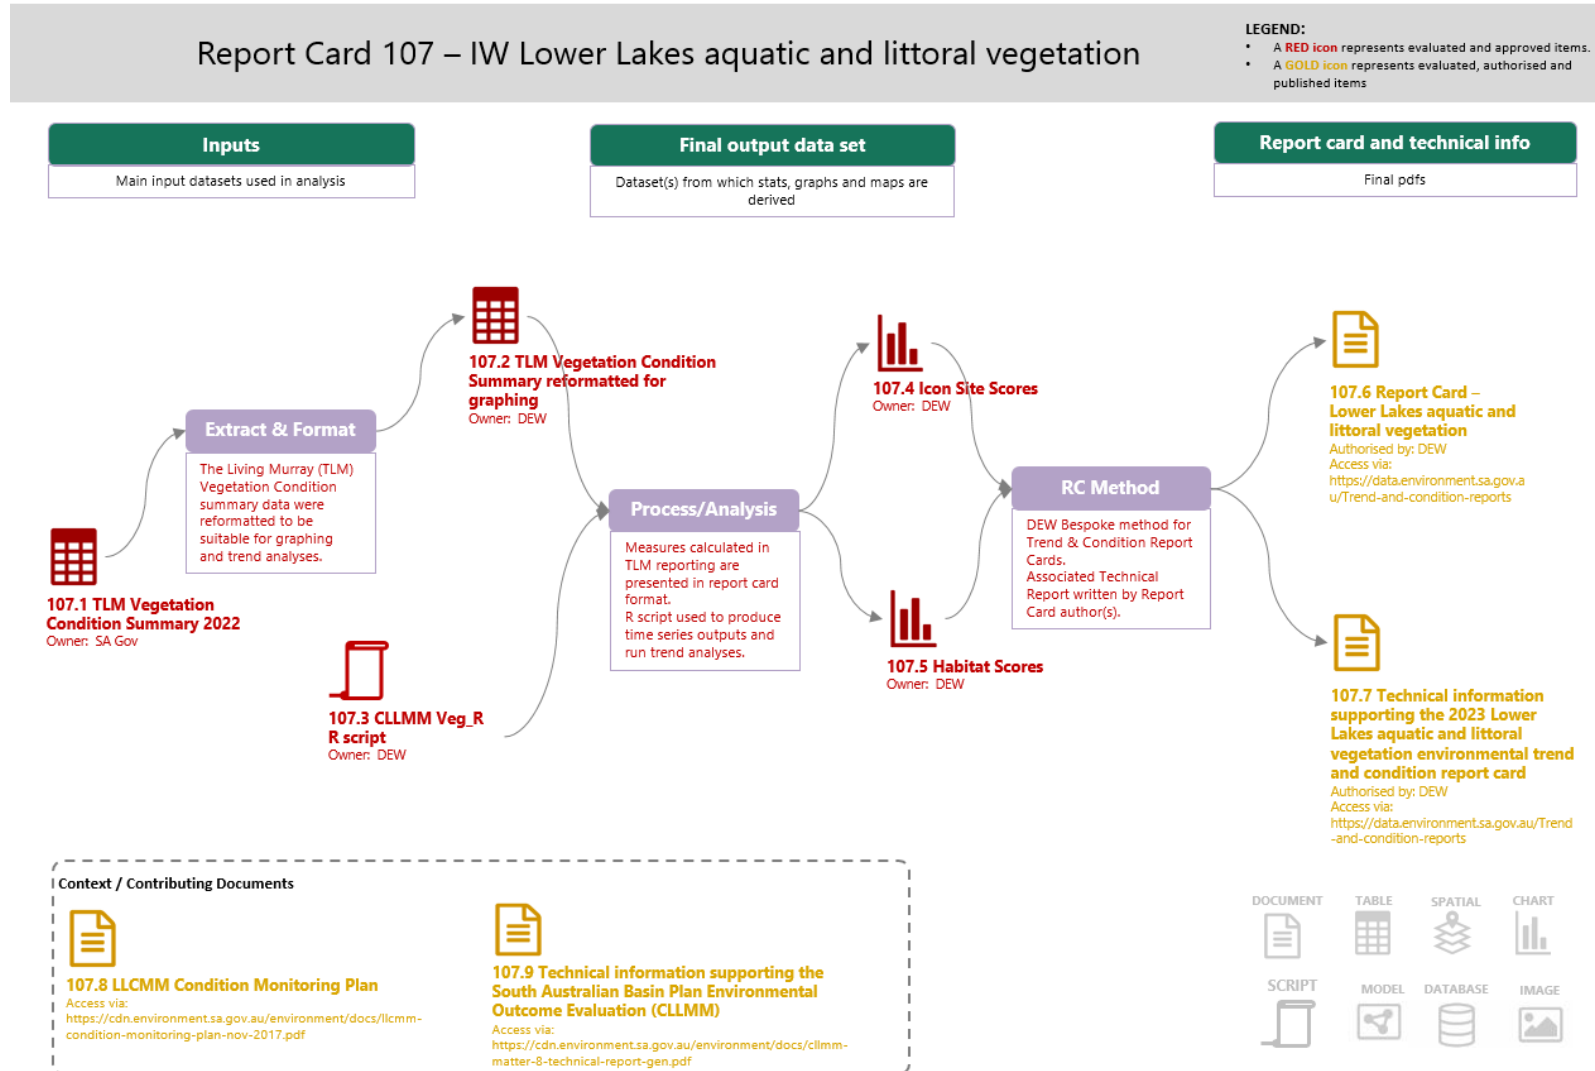 Report Card 107 – IW Lower Lakes aquatic and littoral vegetation
LEGEND:
• A RED icon represents evaluated and approved items.
• A GOLD icon represents evaluated, authorised and
published items
Inputs
Main input datasets used in analysis
Final output data set
Dataset(s) from which stats, graphs and maps are
derived
Report card and technical info
Final pdfs
107.1 TLM Vegetation
Condition Summary 2022
Owner: SA Gov
Extract & Format
The Living Murray (TLM)
Vegetation Condition
summary data were
reformatted to be
suitable for graphing
and trend analyses.
107.2 TLM Vegetation Condition
Summary reformatted for
graphing
Owner: DEW
107.3 CLLMM Veg_R
R script
Owner: DEW
Process/Analysis
Measures calculated in
TLM reporting are
presented in report card
format.
R script used to produce
time series outputs and
run trend analyses.
107.4 Icon Site Scores
Owner: DEW
107.5 Habitat Scores
Owner: DEW
RC Method
DEW Bespoke method for
Trend & Condition Report
Cards.
Associated Technical
Report written by Report
Card author(s).
107.6 Report Card –
Lower Lakes aquatic and
littoral vegetation
Authorised by: DEW
Access via:
https://data.environment.sa.gov.a
u/Trend-and-condition-reports
107.7 Technical information
supporting the 2023 Lower
Lakes aquatic and littoral
vegetation environmental trend
and condition report card
Authorised by: DEW
Access via:
https://data.environment.sa.gov.au/Trend
-and-condition-reports
Context / Contributing Documents
107.8 LLCMM Condition Monitoring Plan
Access via:
https://cdn.environment.sa.gov.au/environment/docs/llcmm-
condition-monitoring-plan-nov-2017.pdf
107.9 Technical information supporting the
South Australian Basin Plan Environmental
Outcome Evaluation (CLLMM)
Access via:
https://cdn.environment.sa.gov.au/environment/docs/cllmm-
matter-8-technical-report-gen.pdf
DOCUMENT TABLE SPATIAL CHART
SCRIPT MODEL DATABASE IMAGE